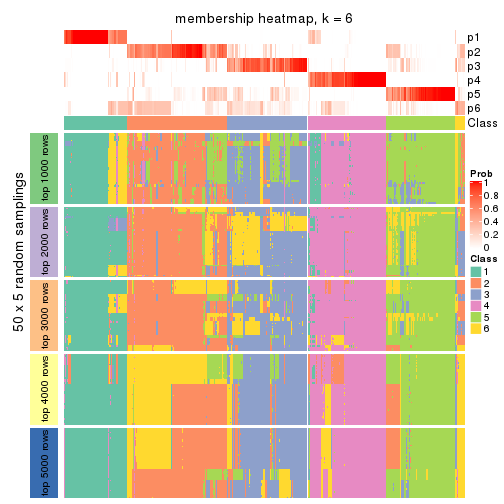 membership heatmap, k = 6
p1
p2
p3
p4
p5
p6
Class
50 x 5 random samplings
top 1000 rows
top 2000 rows
top 3000 rows
top 4000 rows
top 5000 rows
Prob
1
0.8
0.6
0.4
0.2
0
Class
1
2
3
4
5
6